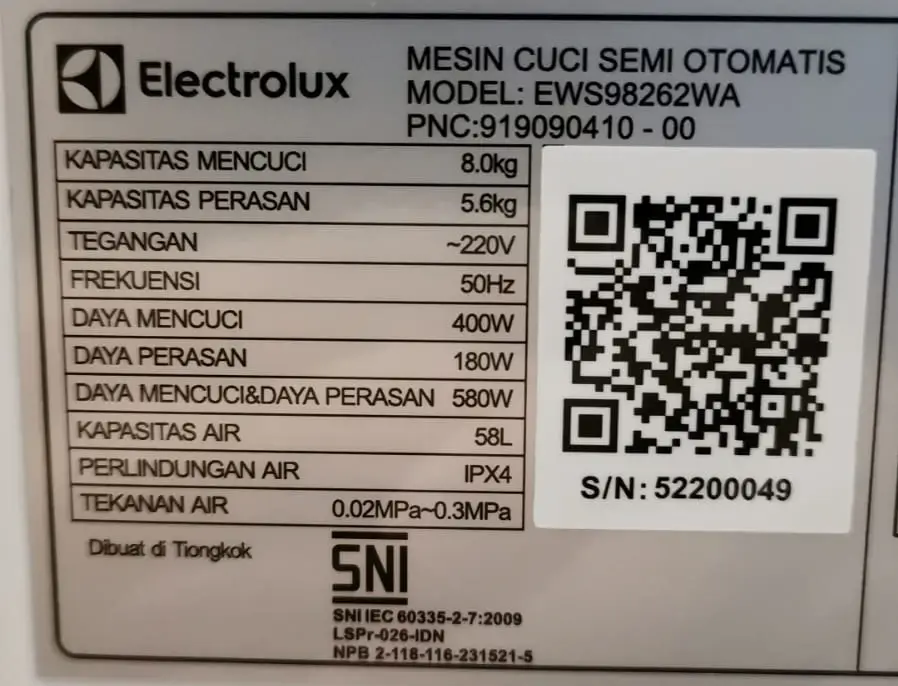 Electrolux
MESIN CUCI SEMI OTOMATIS
MODEL: EWS98262WA
PNC:919090410 - 00
KAPASITAS MENCUCI 8.0kg
KAPASITAS PERASAN 5.6kg
TEGANGAN ~220V
FREKUENSI 50Hz
DAYA MENCUCI 400W
DAYA PERASAN 180W
DAYA MENCUCI&DAYA PERASAN 580W
KAPASITAS AIR 58L
PERLINDUNGAN AIR IPX4
TEKANAN AIR 0.02MPa~0.3MPa
S/N: 52200049
Dibuat di Tiongkok
SNI
SNI IEC 60335-2-7:2009
LSPr-026-IDN
NPB 2-118-116-231521-5